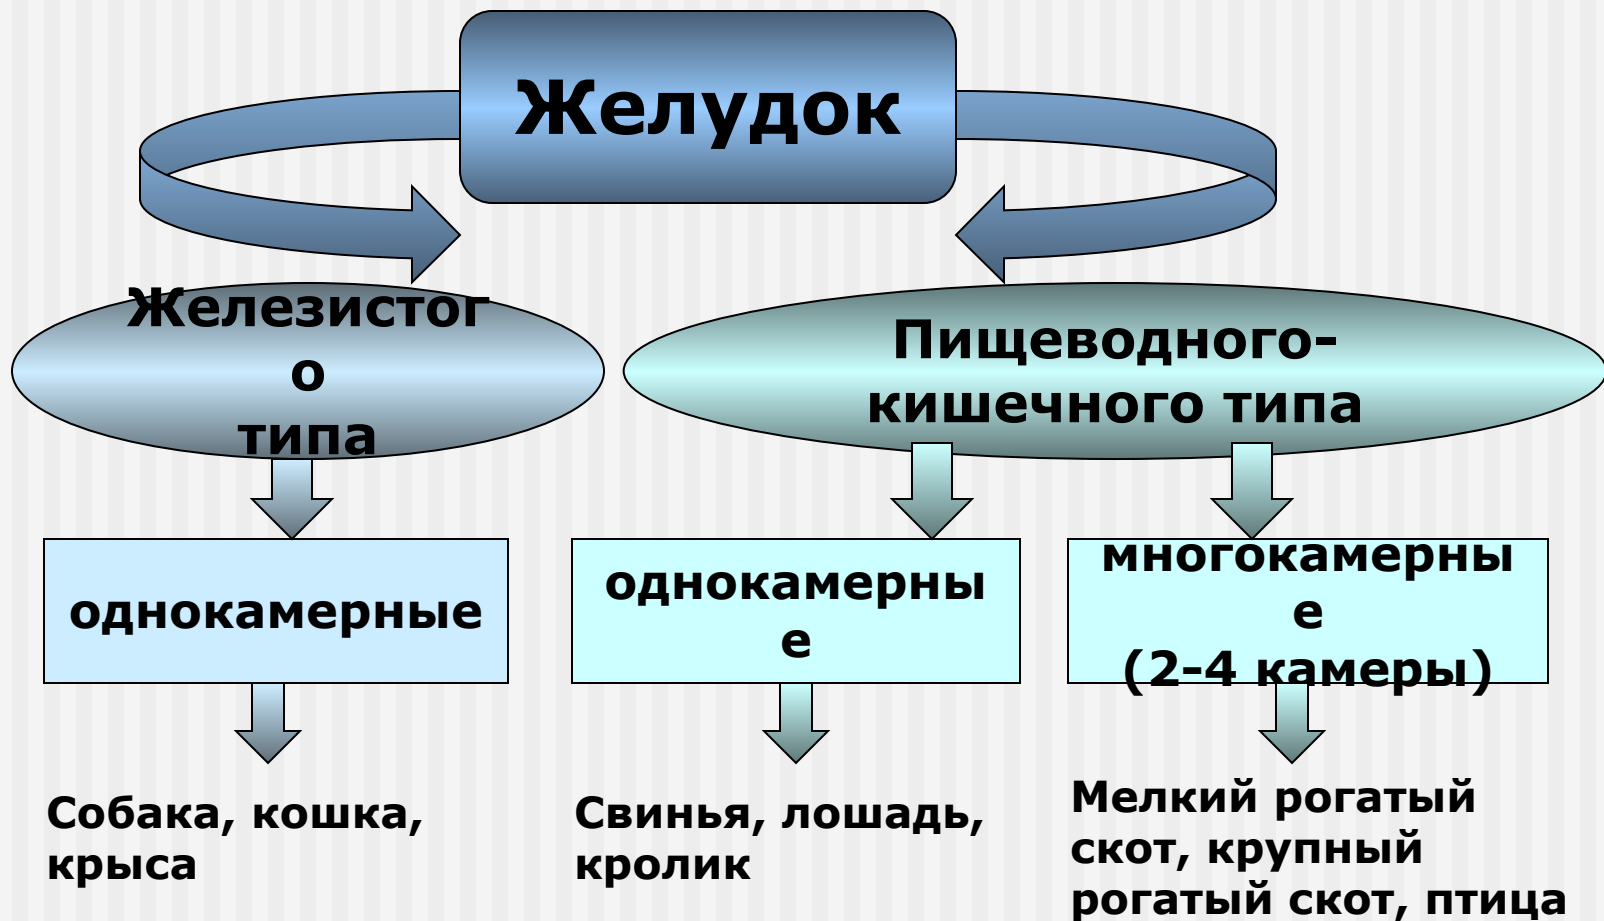 Желудок
Железистог
о
типа
Пищеводного-
кишечного типа
однокамерные
однокамерны
е
многокамерны
е
(2-4 камеры)
Собака, кошка,
крыса
Свинья, лошадь,
кролик
Мелкий рогатый
скот, крупный
рогатый скот, птица